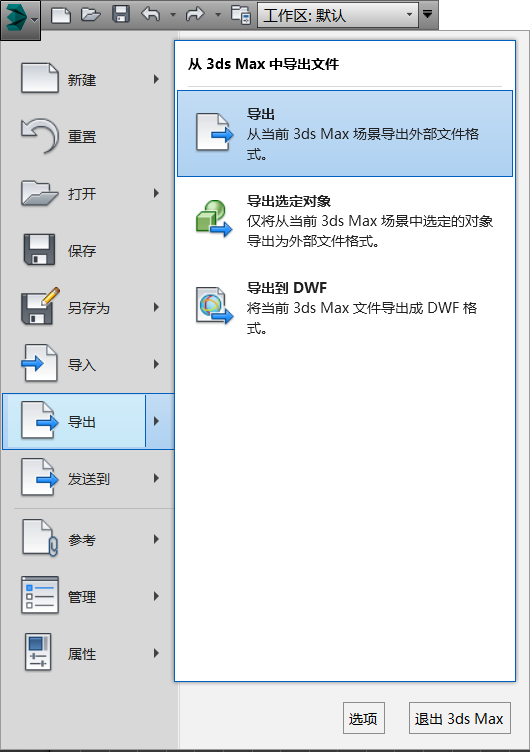 工作区: 默认
新建
重置
打开
保存
另存为
导入
导出
发送到
参考
管理
属性
从 3ds Max 中导出文件
导出
从当前 3ds Max 场景导出外部文件格
式。
导出选定对象
仅将从当前 3ds Max 场景中选定的对象
导出为外部文件格式。
导出到 DWF
将当前 3ds Max 文件导出成 DWF 格
式。
选项
退出 3ds Max